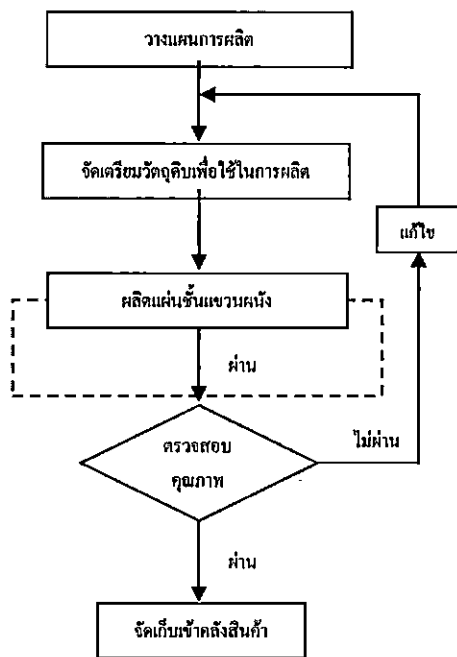 วางแผนการผลิต
จัดเตรียมวัตถุดิบเพื่อใช้ในการผลิต
แก้ไข
ผลิตแผ่นชั้นแขวนผนัง
ผ่าน
ตรวจสอบ
คุณภาพ
ไม่ผ่าน
ผ่าน
จัดเก็บเข้าคลังสินค้า